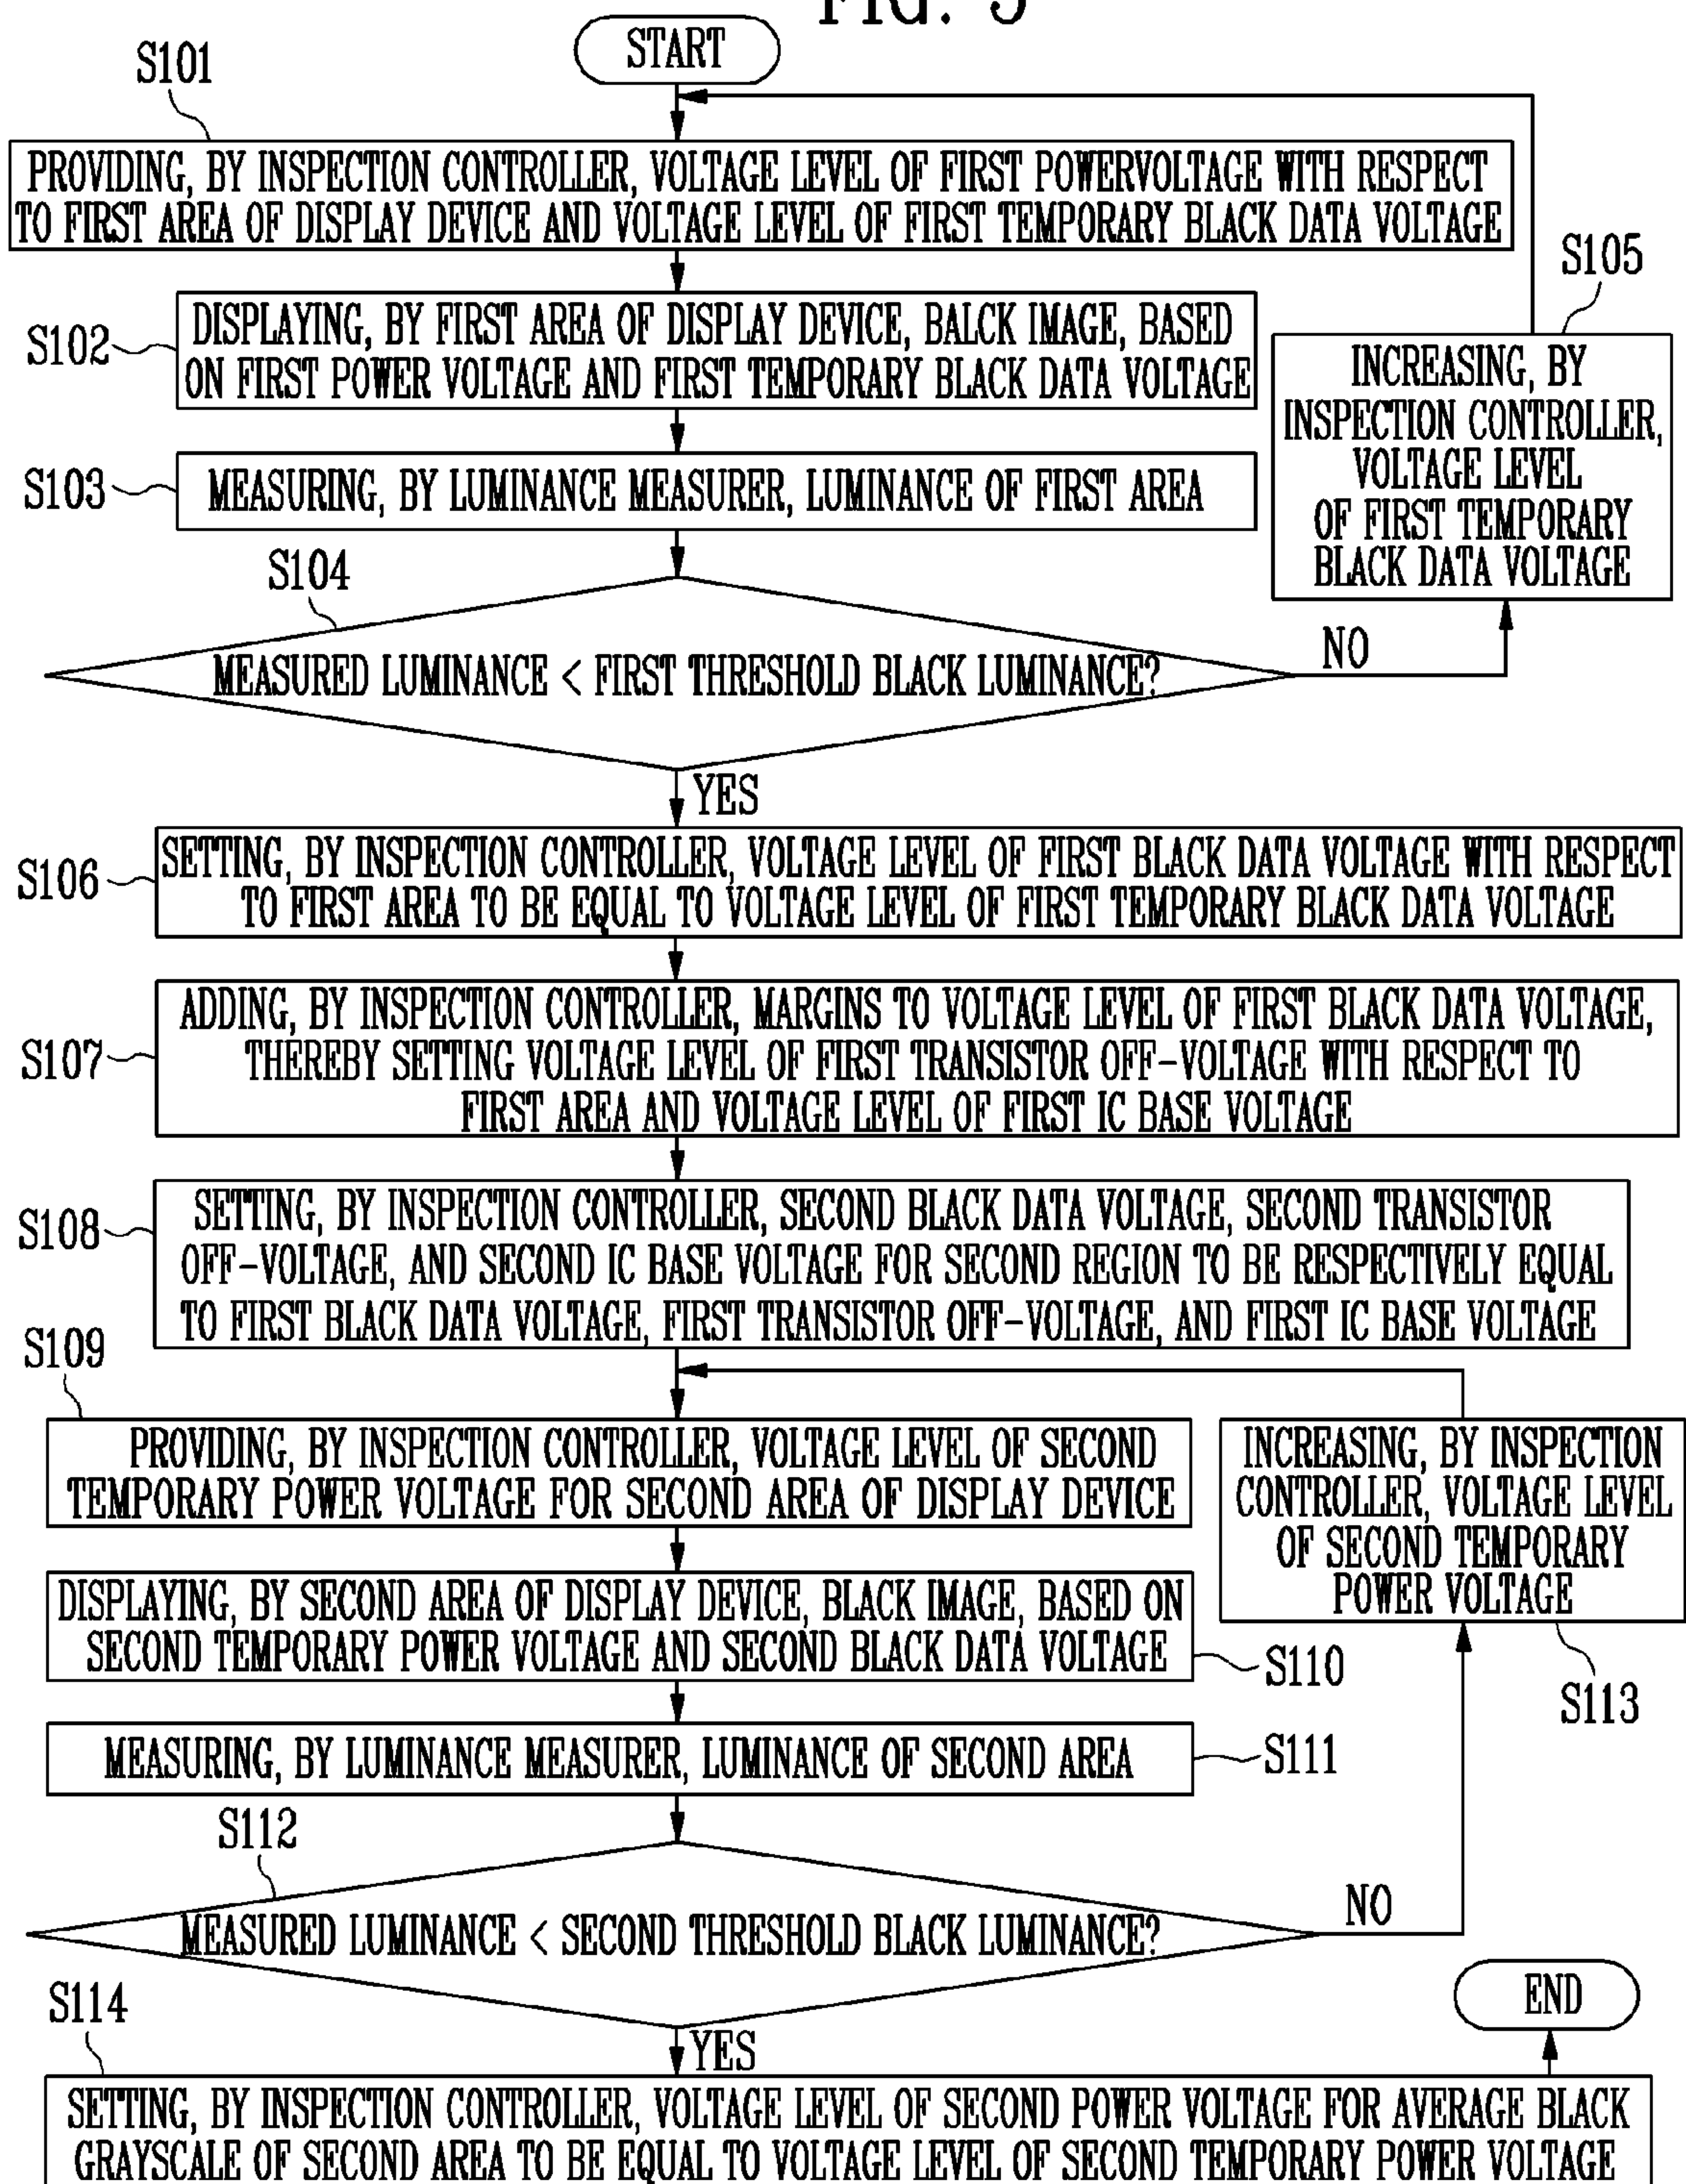 FIG. 5
START
S101
PROVIDING, BY INSPECTION CONTROLLER, VOLTAGE LEVEL OF FIRST POWERVOLTAGE WITH RESPECT
TO FIRST AREA OF DISPLAY DEVICE AND VOLTAGE LEVEL OF FIRST TEMPORARY BLACK DATA VOLTAGE
S102
DISPLAYING, BY FIRST AREA OF DISPLAY DEVICE, BALCK IMAGE, BASED
ON FIRST POWER VOLTAGE AND FIRST TEMPORARY BLACK DATA VOLTAGE
S105
INCREASING, BY
INSPECTION CONTROLLER,
VOLTAGE LEVEL
OF FIRST TEMPORARY
BLACK DATA VOLTAGE
S103
MEASURING, BY LUMINANCE MEASURER, LUMINANCE OF FIRST AREA
S104
MEASURED LUMINANCE < FIRST THRESHOLD BLACK LUMINANCE?
NO
YES
S106
SETTING, BY INSPECTION CONTROLLER, VOLTAGE LEVEL OF FIRST BLACK DATA VOLTAGE WITH RESPECT
TO FIRST AREA TO BE EQUAL TO VOLTAGE LEVEL OF FIRST TEMPORARY BLACK DATA VOLTAGE
S107
ADDING, BY INSPECTION CONTROLLER, MARGINS TO VOLTAGE LEVEL OF FIRST BLACK DATA VOLTAGE,
THEREBY SETTING VOLTAGE LEVEL OF FIRST TRANSISTOR OFF-VOLTAGE WITH RESPECT TO
FIRST AREA AND VOLTAGE LEVEL OF FIRST IC BASE VOLTAGE
S108
SETTING, BY INSPECTION CONTROLLER, SECOND BLACK DATA VOLTAGE, SECOND TRANSISTOR
OFF-VOLTAGE, AND SECOND IC BASE VOLTAGE FOR SECOND REGION TO BE RESPECTIVELY EQUAL
TO FIRST BLACK DATA VOLTAGE, FIRST TRANSISTOR OFF-VOLTAGE, AND FIRST IC BASE VOLTAGE
S109
PROVIDING, BY INSPECTION CONTROLLER, VOLTAGE LEVEL OF SECOND
TEMPORARY POWER VOLTAGE FOR SECOND AREA OF DISPLAY DEVICE
INCREASING, BY INSPECTION
CONTROLLER, VOLTAGE LEVEL
OF SECOND TEMPORARY
POWER VOLTAGE
S113
DISPLAYING, BY SECOND AREA OF DISPLAY DEVICE, BLACK IMAGE, BASED ON
SECOND TEMPORARY POWER VOLTAGE AND SECOND BLACK DATA VOLTAGE
S110
MEASURING, BY LUMINANCE MEASURER, LUMINANCE OF SECOND AREA
S111
S112
MEASURED LUMINANCE < SECOND THRESHOLD BLACK LUMINANCE?
NO
YES
END
S114
SETTING, BY INSPECTION CONTROLLER, VOLTAGE LEVEL OF SECOND POWER VOLTAGE FOR AVERAGE BLACK
GRAYSCALE OF SECOND AREA TO BE EQUAL TO VOLTAGE LEVEL OF SECOND TEMPORARY POWER VOLTAGE